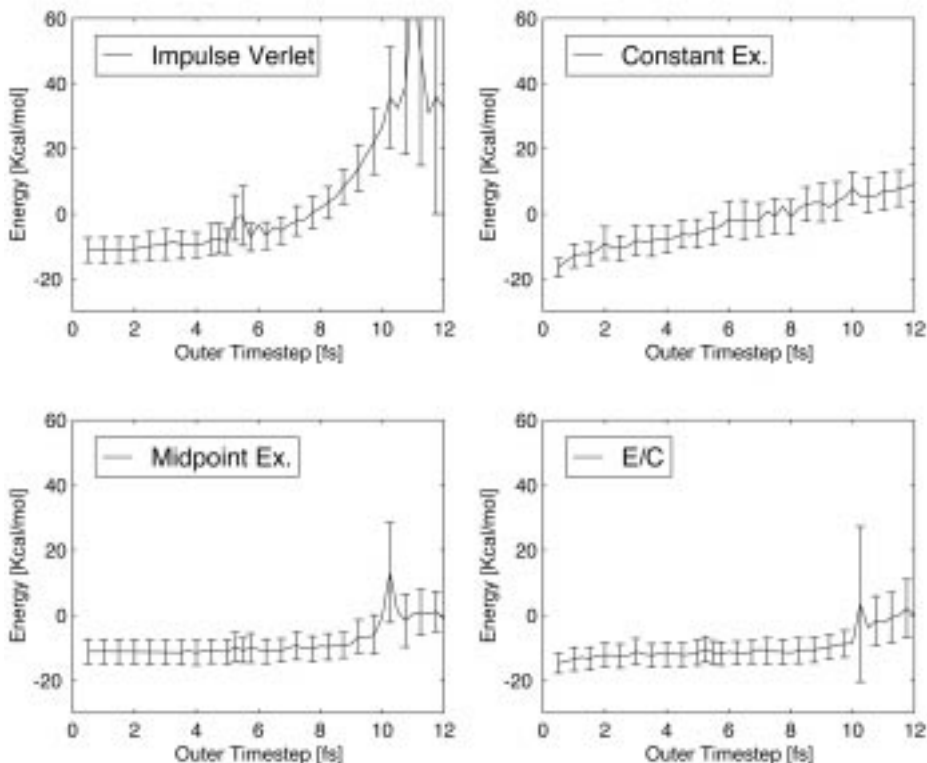 60
40
20
0
-20
Energy [Kcal/mol]
Impulse Verlet
0 2 4 6 8 10 12
Outer Timestep [fs]
60
40
20
0
-20
Energy [Kcal/mol]
Constant Ex.
0 2 4 6 8 10 12
Outer Timestep [fs]
60
40
20
0
-20
Energy [Kcal/mol]
Midpoint Ex.
0 2 4 6 8 10 12
Outer Timestep [fs]
60
40
20
0
-20
Energy [Kcal/mol]
E/C
0 2 4 6 8 10 12
Outer Timestep [fs]